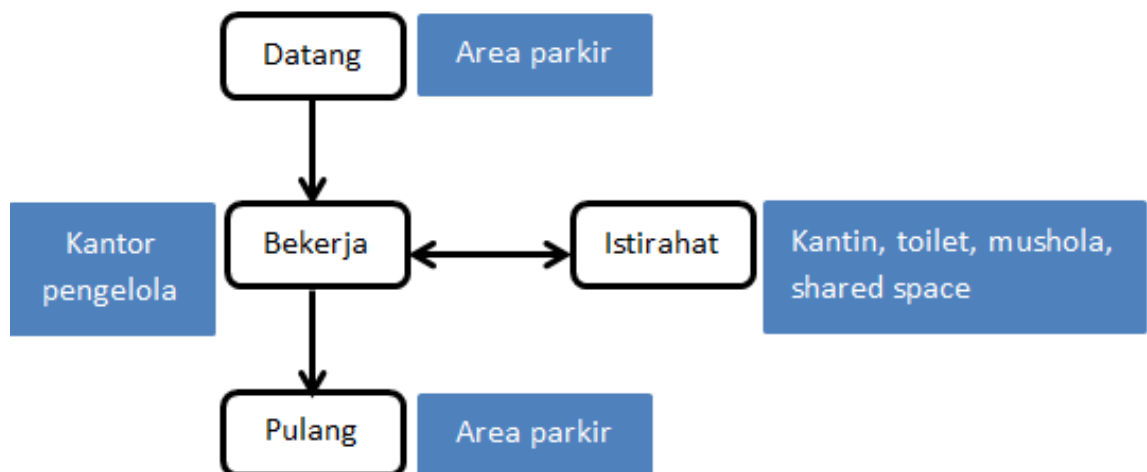 Datang
Area parkir
Kantor
pengelola
Bekerja
Istirahat
Kantin, toilet, mushola,
shared space
Pulang
Area parkir